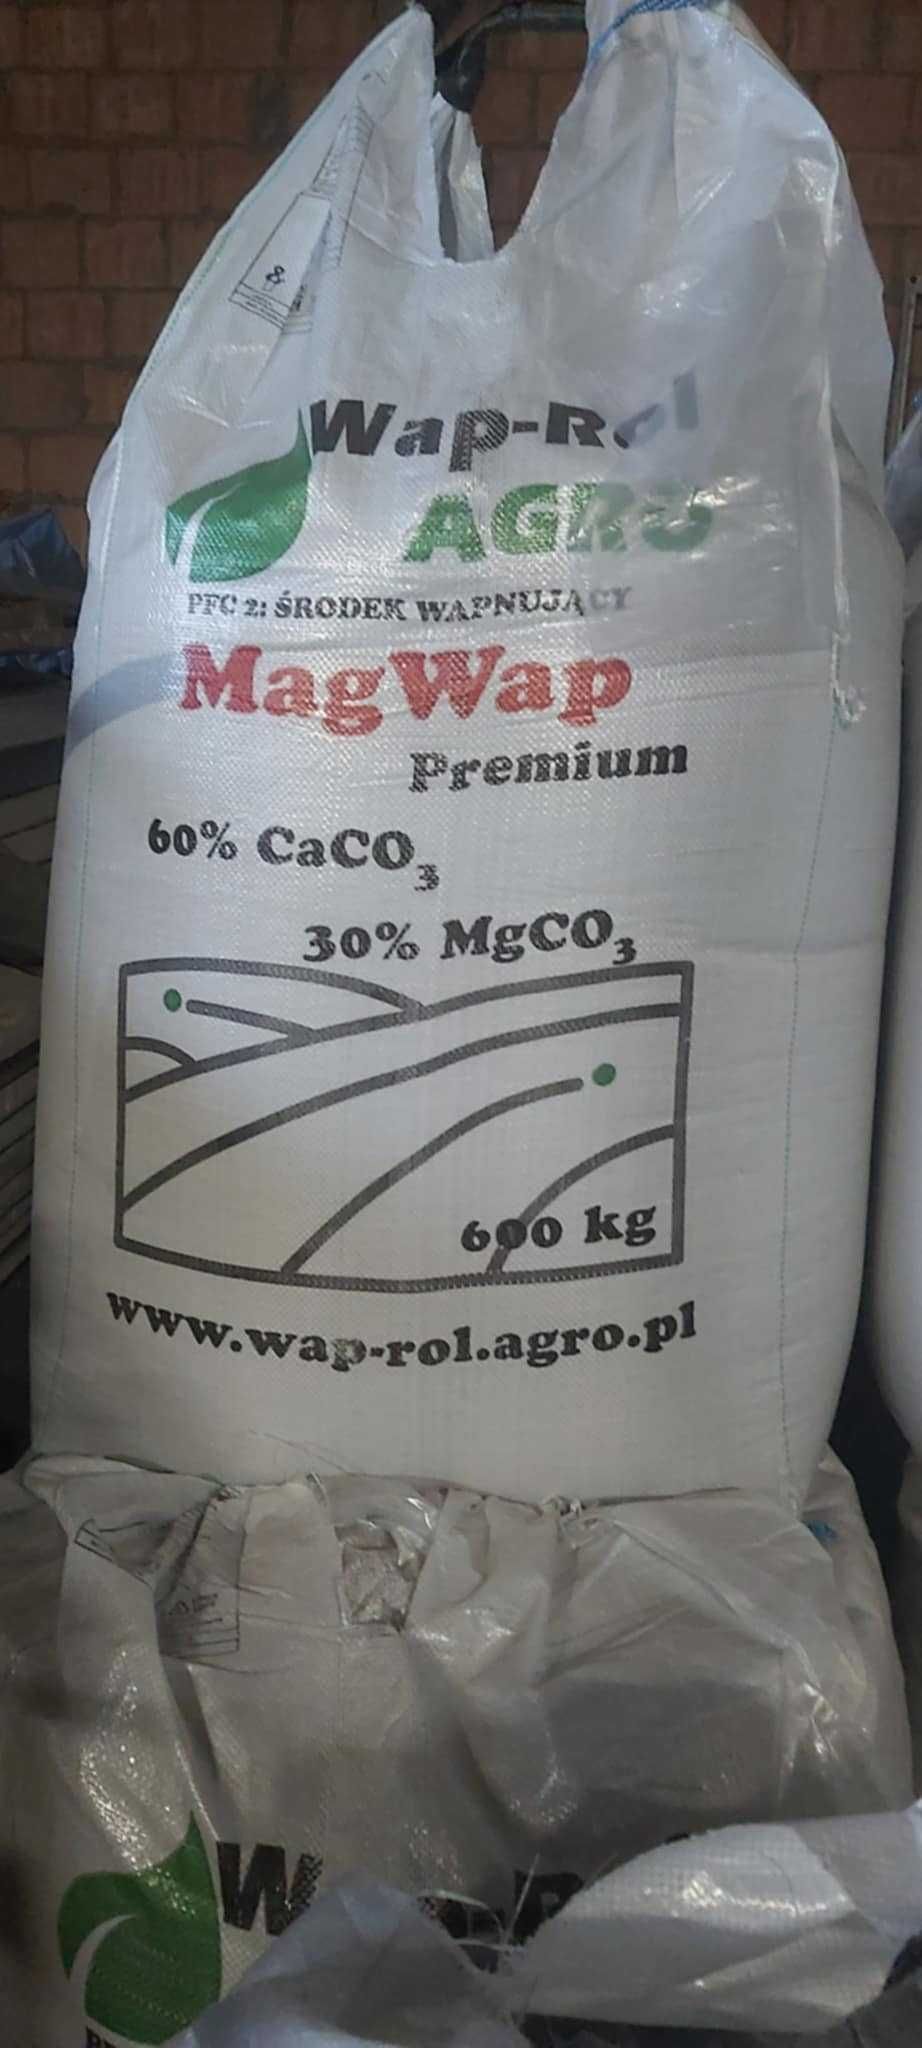 Wap-Rol
AGRO
PFC 2: ŚRODEK WAPNUJĄCY
MagWap
Premium
60% CaCO₃
30% MgCO₃
600 kg
www.wap-rol.agro.pl
W